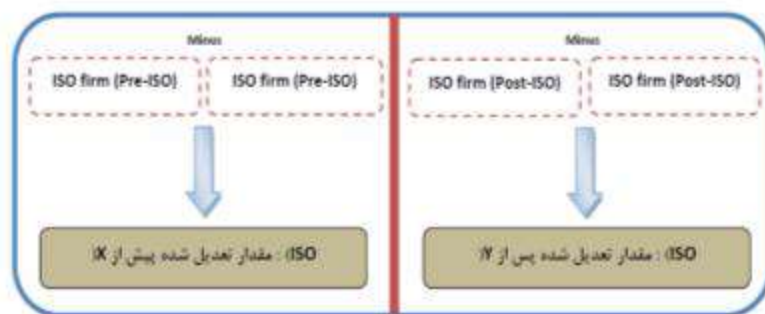 Minus
ISO firm (Pre-ISO) ISO firm (Pre-ISO)
ISO) : مقدار تعدیل شده پیش از X(
Minus
ISO firm (Post-ISO) ISO firm (Post-ISO)
ISO) : مقدار تعدیل شده پس از Y(